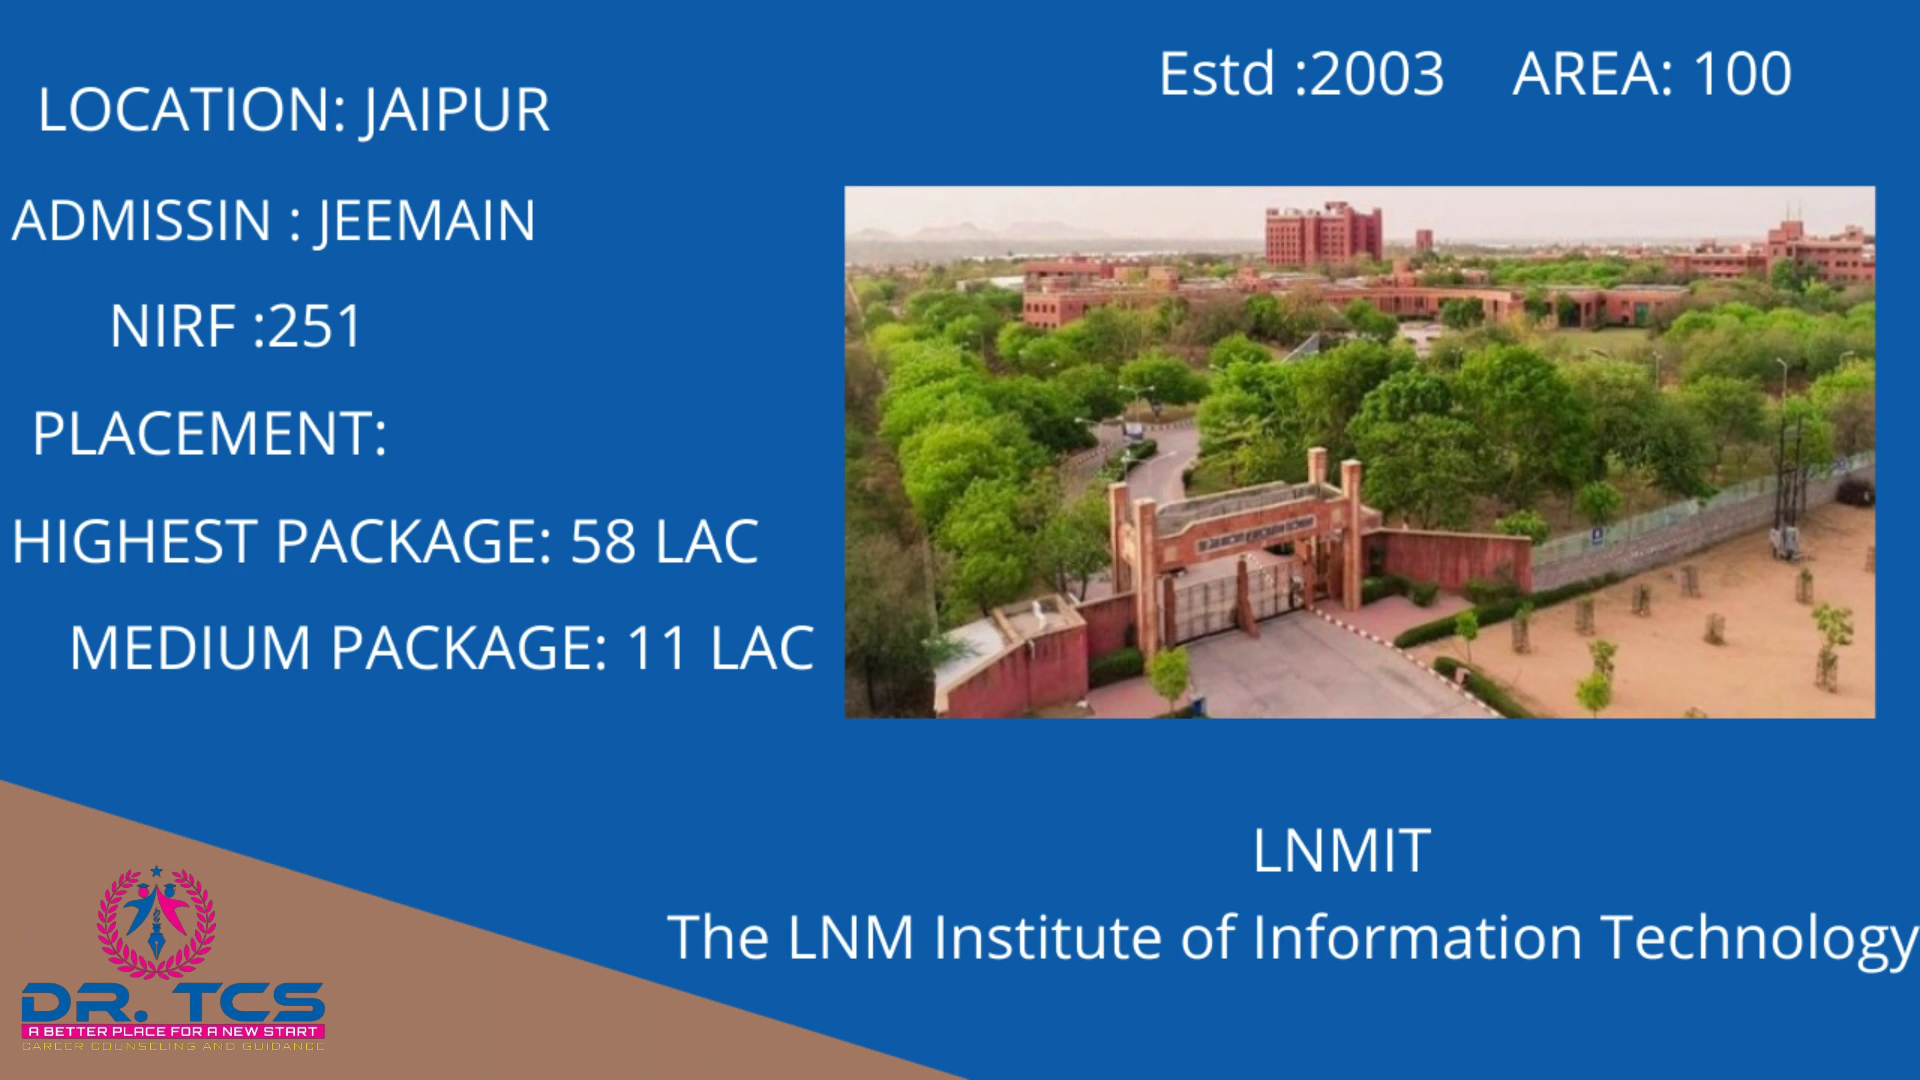 Estd :2003 AREA: 100
LOCATION: JAIPUR
ADMISSIN : JEEMAIN
NIRF :251
PLACEMENT:
HIGHEST PACKAGE: 58 LAC
MEDIUM PACKAGE: 11 LAC
LNMIT
The LNM Institute of Information Technology
DR. TCS
A BETTER PLACE FOR A NEW START
CAREER COUNSELING AND GUIDANCE